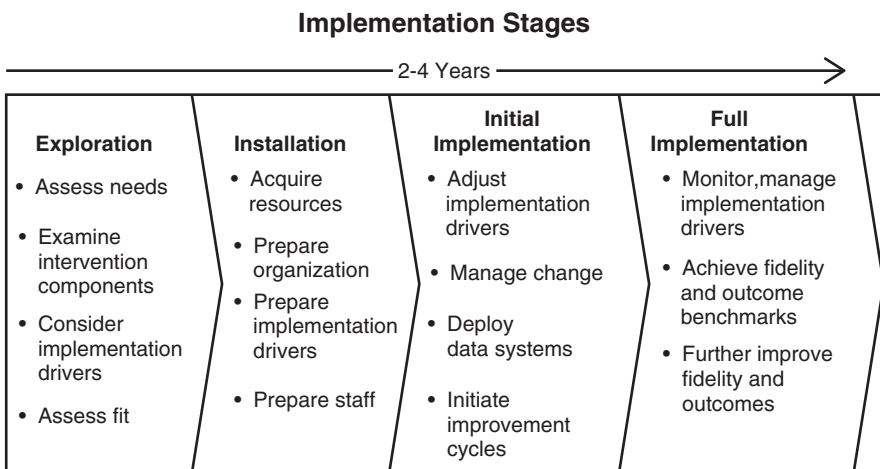 Implementation Stages
2-4 Years
Exploration
• Assess needs
• Examine
intervention
components
• Consider
implementation
drivers
• Assess fit
Installation
• Acquire
resources
• Prepare
organization
• Prepare
implementation
drivers
• Prepare staff
Initial
Implementation
• Adjust
implementation
drivers
• Manage change
• Deploy
data systems
• Initiate
improvement
cycles
Full
Implementation
• Monitor,manage
implementation
drivers
• Achieve fidelity
and outcome
benchmarks
• Further improve
fidelity and
outcomes